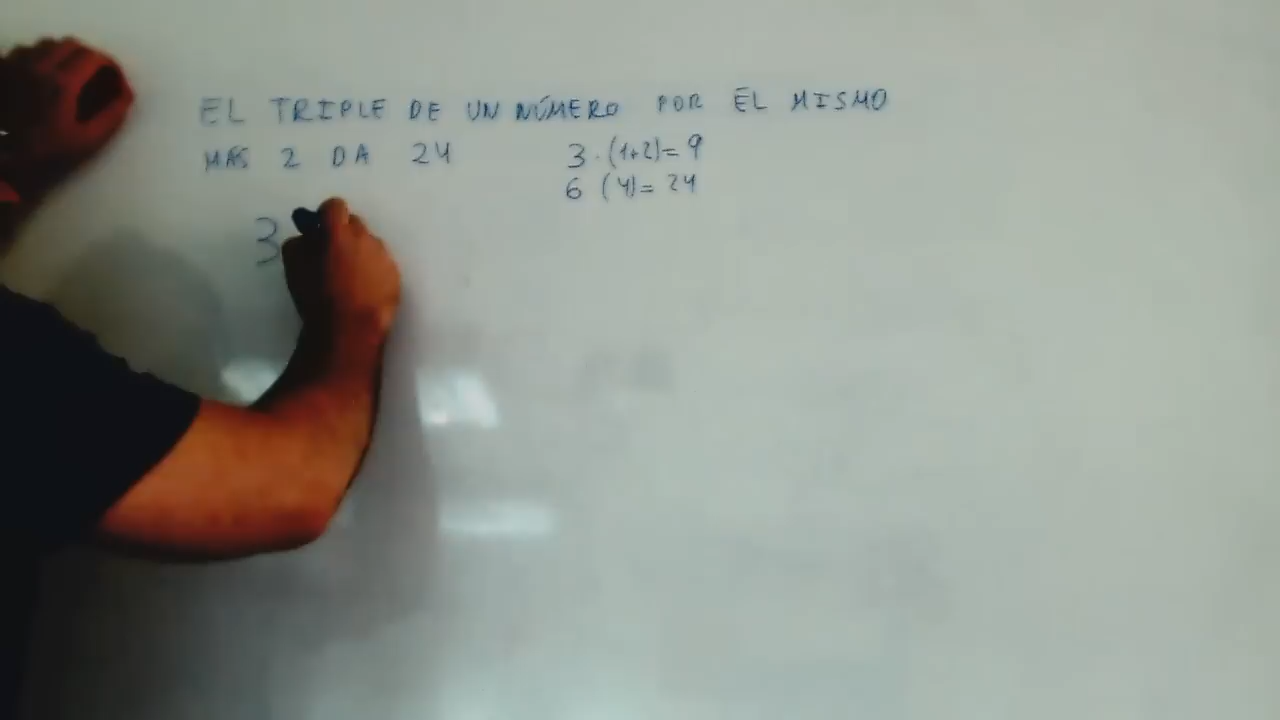 EL TRIPLE DE UN NÚMERO POR EL MISMO
MAS 2 DA 24
3 · (1+2)= 9
6 (4)= 24
3